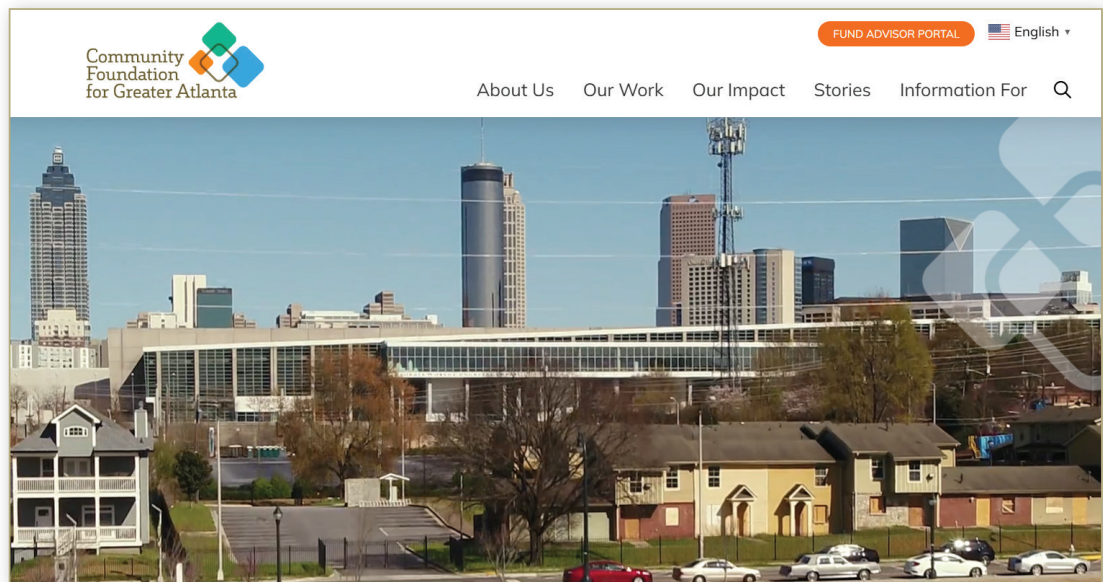 Community
Foundation
for Greater Atlanta
FUND ADVISOR PORTAL
English
About Us
Our Work
Our Impact
Stories
Information For